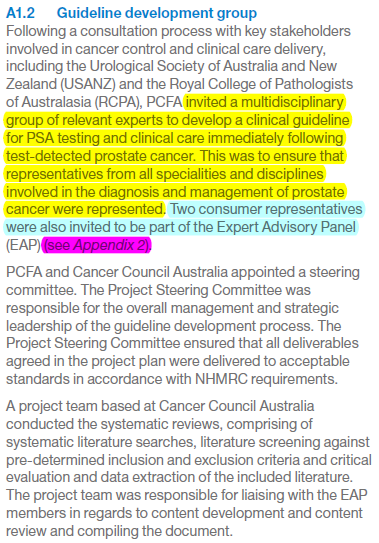 A1.2 Guideline development group
Following a consultation process with key stakeholders
involved in cancer control and clinical care delivery,
including the Urological Society of Australia and New
Zealand (USANZ) and the Royal College of Pathologists
of Australasia (RCPA), PCFA invited a multidisciplinary
group of relevant experts to develop a clinical guideline
for PSA testing and clinical care immediately following
test-detected prostate cancer. This was to ensure that
representatives from all specialities and disciplines
involved in the diagnosis and management of prostate
cancer were represented. Two consumer representatives
were also invited to be part of the Expert Advisory Panel
(EAP) (see Appendix 2).
PCFA and Cancer Council Australia appointed a steering
committee. The Project Steering Committee was
responsible for the overall management and strategic
leadership of the guideline development process. The
Project Steering Committee ensured that all deliverables
agreed in the project plan were delivered to acceptable
standards in accordance with NHMRC requirements.
A project team based at Cancer Council Australia
conducted the systematic reviews, comprising of
systematic literature searches, literature screening against
pre-determined inclusion and exclusion criteria and critical
evaluation and data extraction of the included literature.
The project team was responsible for liaising with the EAP
members in regards to content development and content
review and compiling the document.